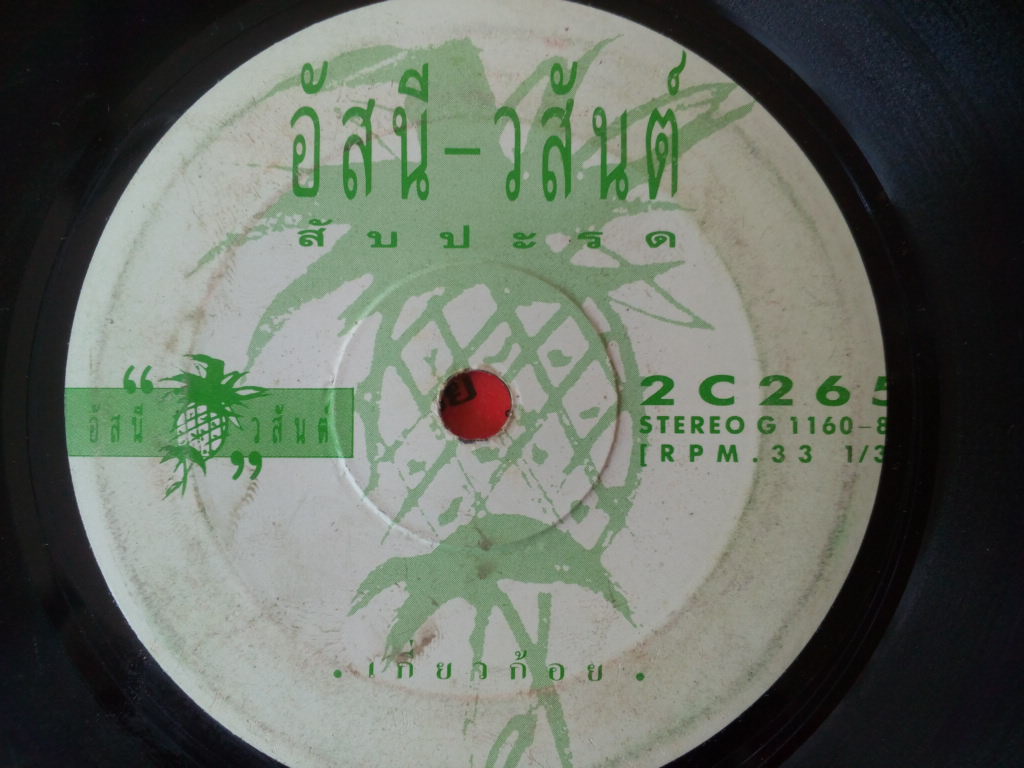 อัสนี - วสันต์
สับปะรด
“ อัสนี วสันต์ ”
2C265
STEREO G 1160-8
[RPM.33 1/3
• เกี่ยวก้อย •